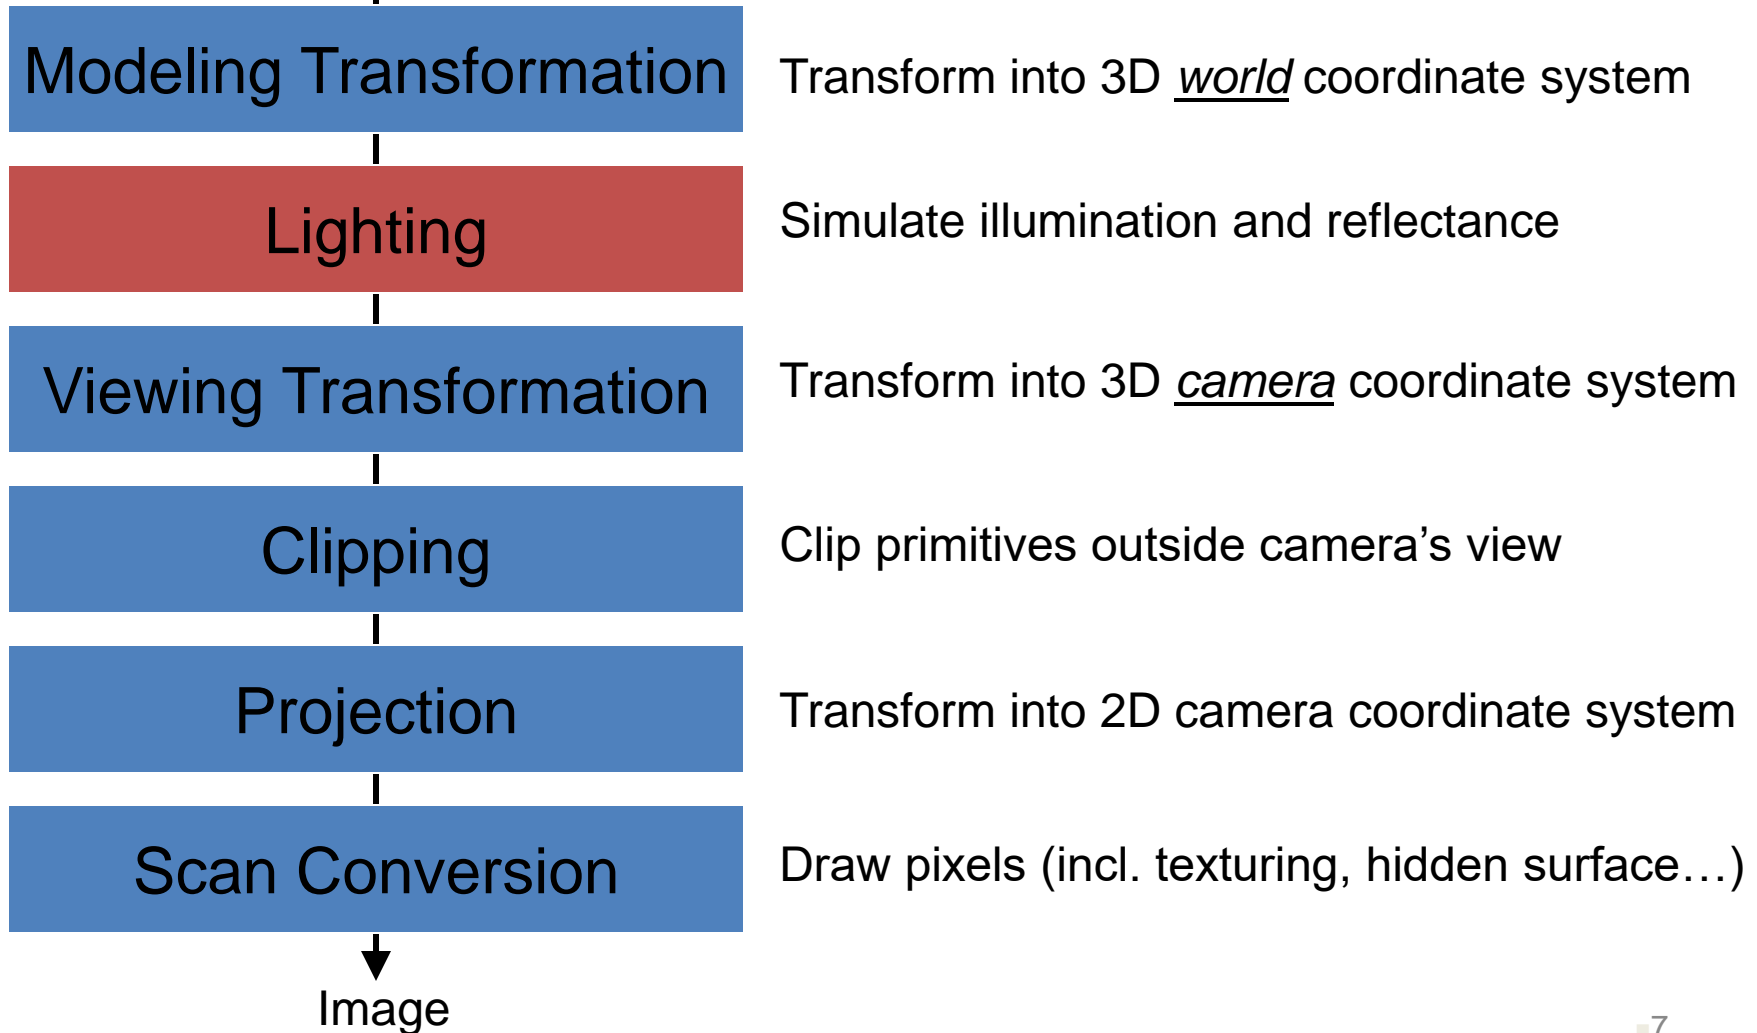 Modeling Transformation
Transform into 3D world coordinate system
Lighting
Simulate illumination and reflectance
Viewing Transformation
Transform into 3D camera coordinate system
Clipping
Clip primitives outside camera’s view
Projection
Transform into 2D camera coordinate system
Scan Conversion
Draw pixels (incl. texturing, hidden surface…)
Image
7